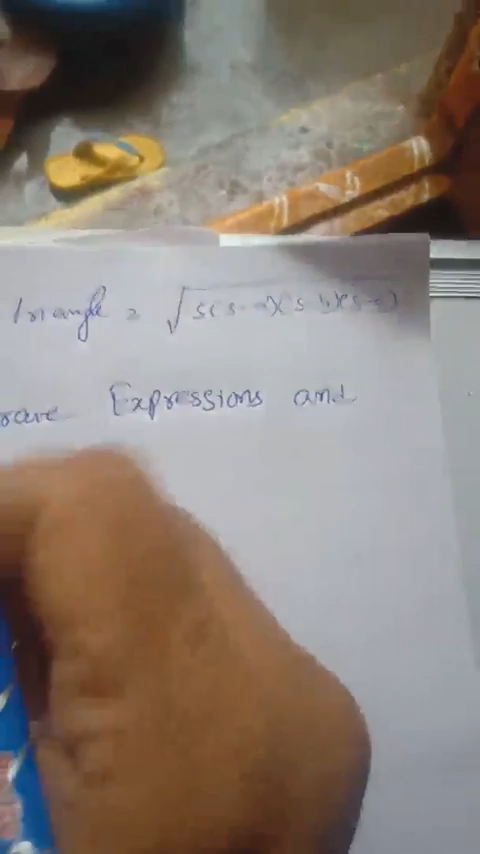 triangle = √s(s-a)(s-b)(s-c)
Expressions and